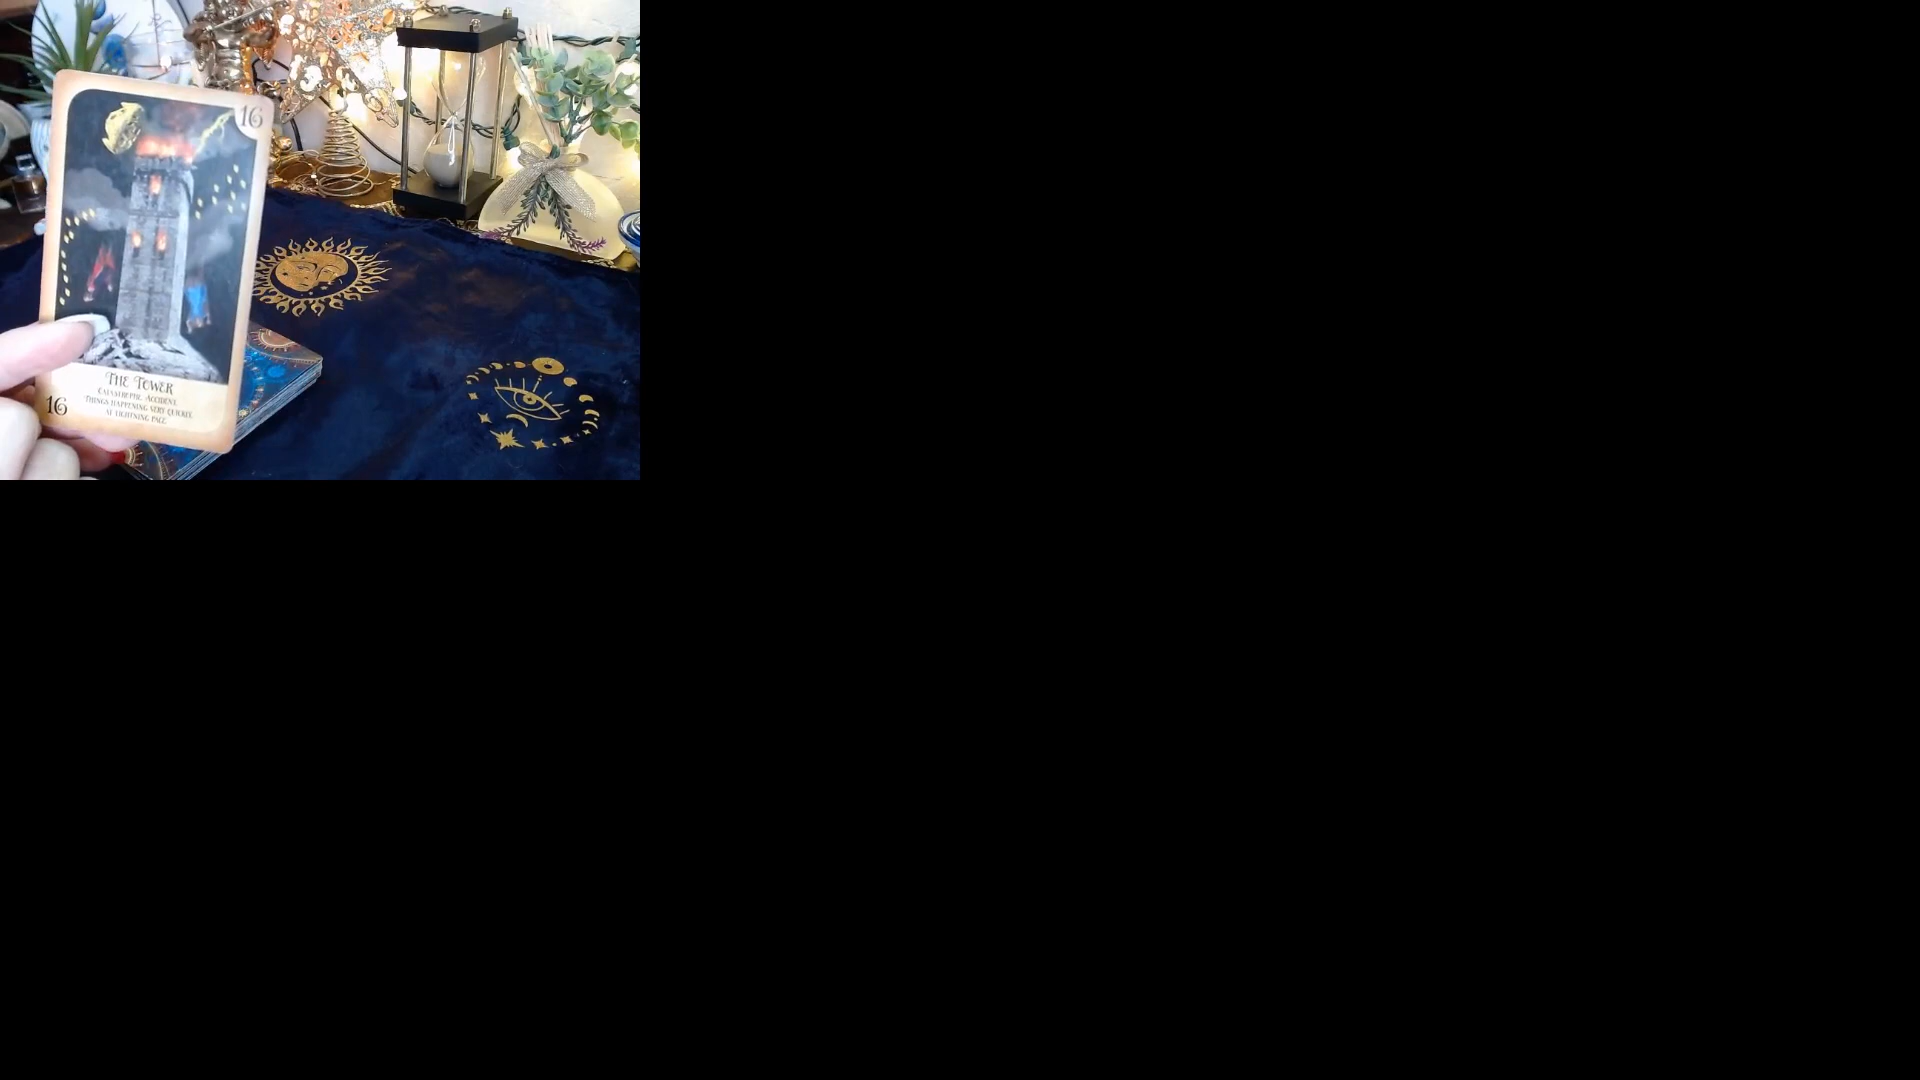 16
THE TOWER
CATASTROPHE, ACCIDENT,
THINGS HAPPENING VERY QUICKLY,
AT LIGHTNING PACE
16